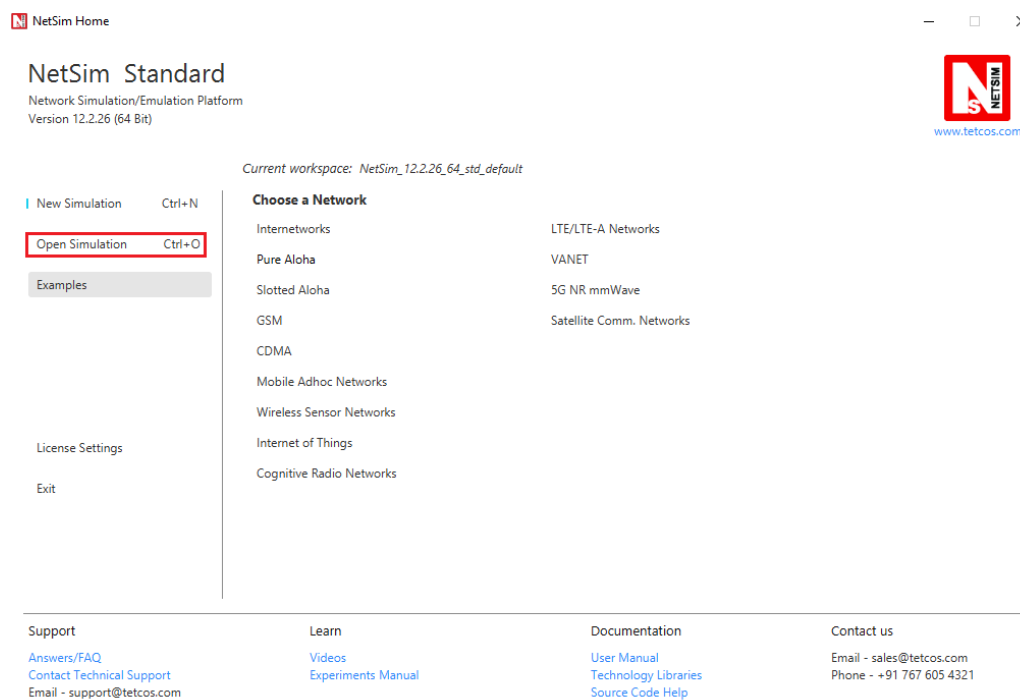 NetSim Home
NetSim Standard
Network Simulation/Emulation Platform
Version 12.2.26 (64 Bit)
N
S
NETSIM
www.tetcos.com
Current workspace: NetSim_12.2.26_64_std_default
New Simulation Ctrl+N
Open Simulation Ctrl+O
Examples
License Settings
Exit
Choose a Network
Internetworks
Pure Aloha
Slotted Aloha
GSM
CDMA
Mobile Adhoc Networks
Wireless Sensor Networks
Internet of Things
Cognitive Radio Networks
LTE/LTE-A Networks
VANET
5G NR mmWave
Satellite Comm. Networks
Support
Answers/FAQ
Contact Technical Support
Email - support@tetcos.com
Learn
Videos
Experiments Manual
Documentation
User Manual
Technology Libraries
Source Code Help
Contact us
Email - sales@tetcos.com
Phone - +91 767 605 4321